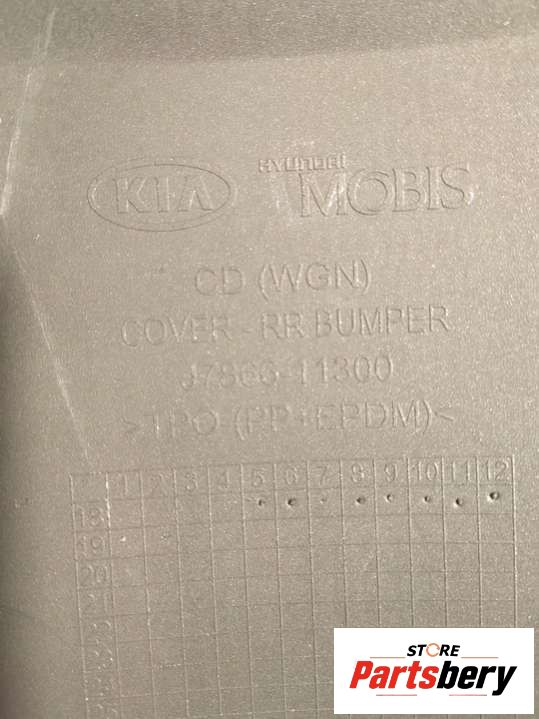 KIA HYUNDAI MOBIS
CD (WGN)
COVER - RR BUMPER
J7866-11300
>TPO (PP+EPDM)<
1 2 3 4 5 6 7 8 9 10 11 12
18
19
20
21
STORE
Partsbery